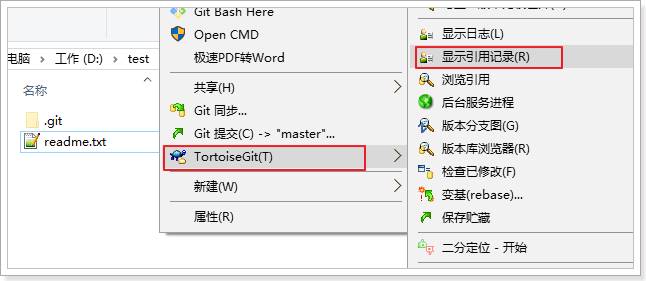 电脑 > 工作 (D:) > test
名称
.git
readme.txt
Git Bash Here
Open CMD
极速PDF转Word
共享(H)
Git 同步...
Git 提交(C) -> "master"...
TortoiseGit(T)
新建(W)
属性(R)
显示日志(L)
显示引用记录(R)
浏览引用
后台服务进程
版本分支图(G)
版本库浏览器(R)
检查已修改(F)
变基(rebase)...
保存贮藏
二分定位 - 开始